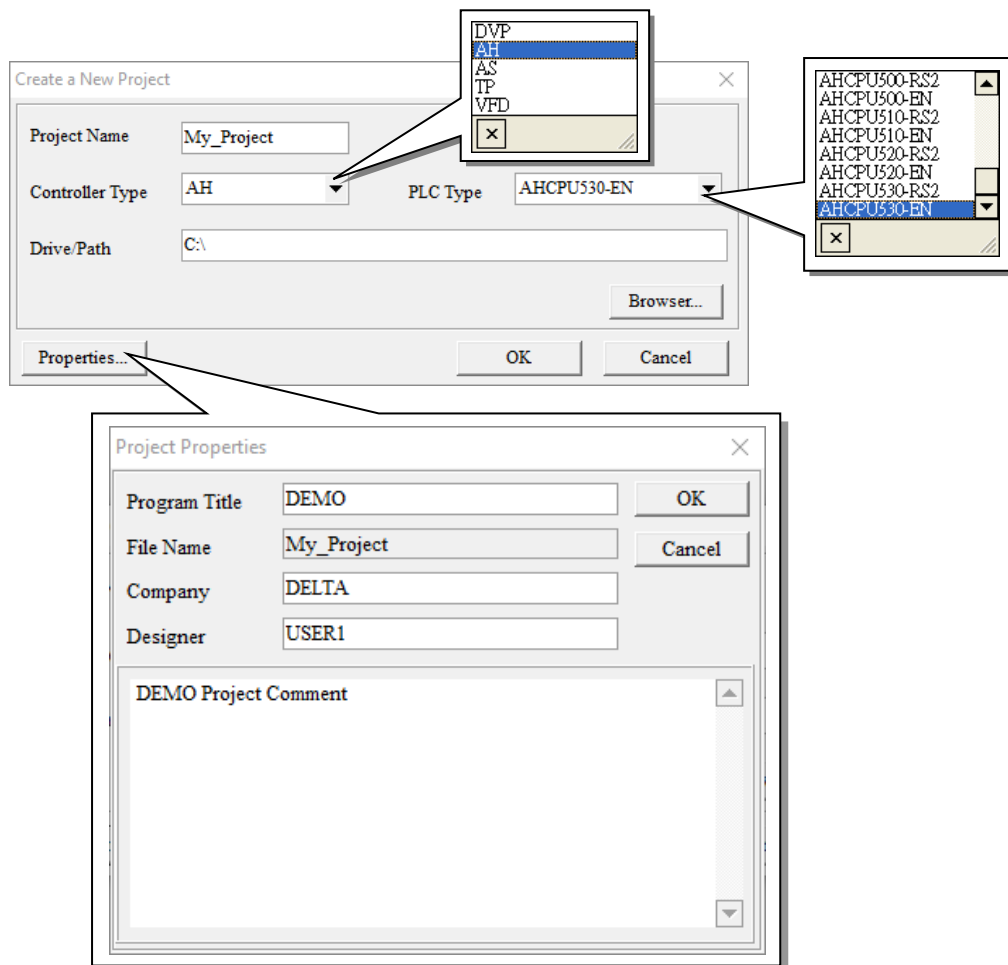 DVP
AH
AS
TP
VFD
Create a New Project
Project Name My_Project
Controller Type AH PLC Type AHCPU530-EN
Drive/Path C:\
Browser...
Properties... OK Cancel
AHCPU500-RS2
AHCPU500-EN
AHCPU510-RS2
AHCPU510-EN
AHCPU520-RS2
AHCPU520-EN
AHCPU530-RS2
AHCPU530-EN
Project Properties
Program Title DEMO OK
File Name My_Project Cancel
Company DELTA
Designer USER1
DEMO Project Comment